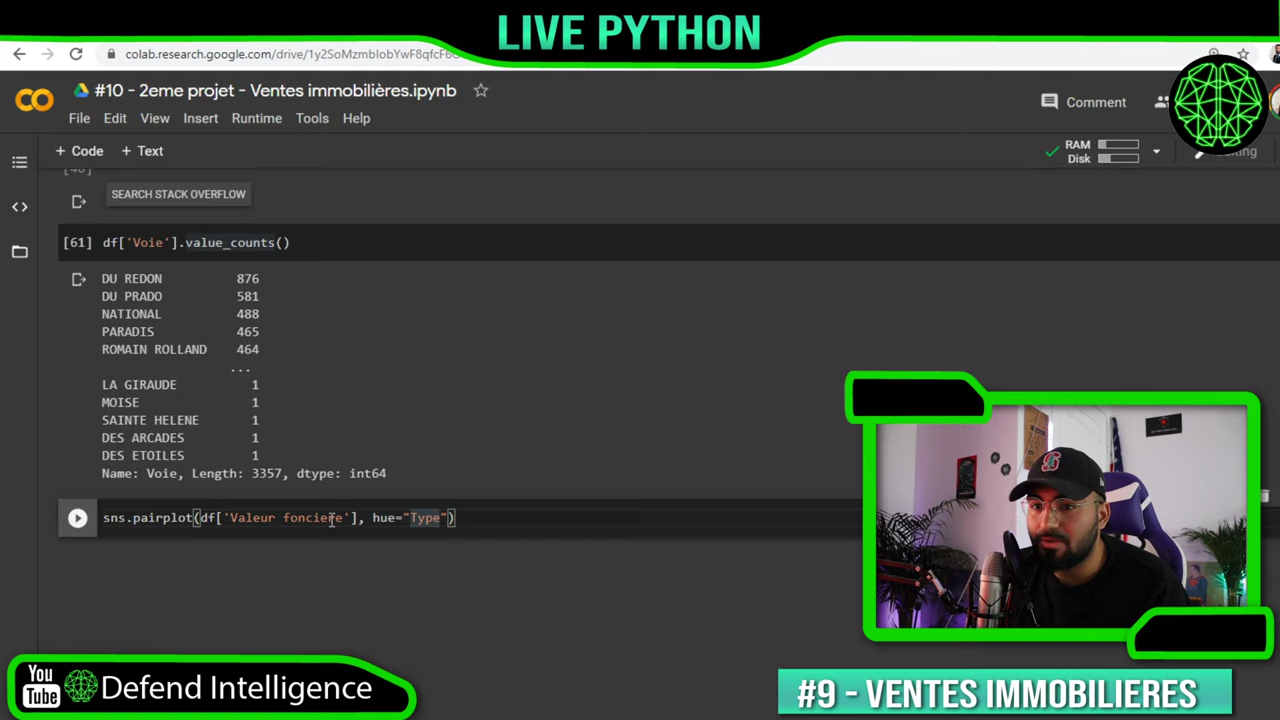 LIVE PYTHON
colab.research.google.com/drive/1y2SoMzmbIobYwF8qfcF6
#10 - 2eme projet - Ventes immobilières.ipynb
Comment
File Edit View Insert Runtime Tools Help
+ Code + Text
RAM
Disk
Editing
SEARCH STACK OVERFLOW
[61] df['Voie'].value_counts()
DU REDON 876
DU PRADO 581
NATIONAL 488
PARADIS 465
ROMAIN ROLLAND 464
...
LA GIRAUDE 1
MOISE 1
SAINTE HELENE 1
DES ARCADES 1
DES ETOILES 1
Name: Voie, Length: 3357, dtype: int64
sns.pairplot(df['Valeur fonciere'], hue="Type")
You
Tube
Defend Intelligence
#9 - VENTES IMMOBILIERES